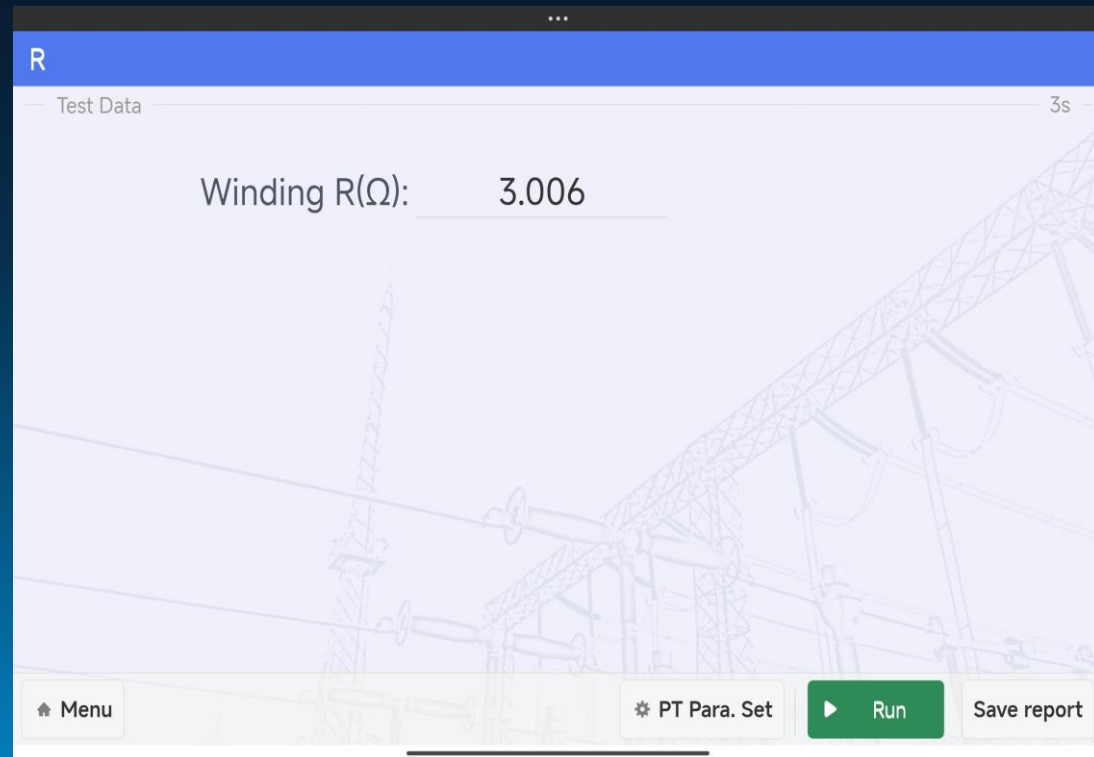 R
Test Data 3s
Winding R(Ω): 3.006
Menu PT Para. Set Run Save report